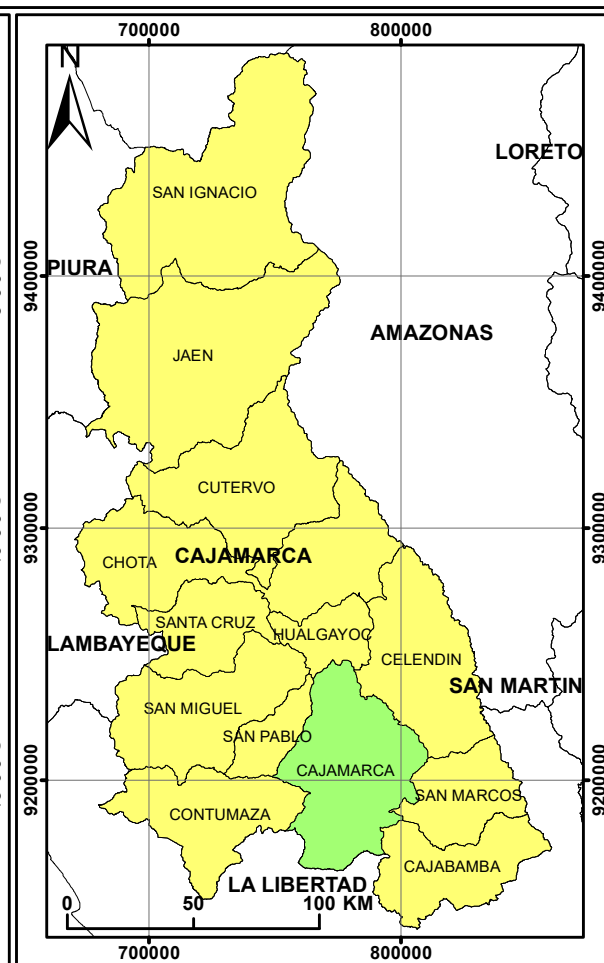 700000
800000
N
LORETO
SAN IGNACIO
PIURA
9400000
9400000
AMAZONAS
JAEN
CUTERVO
9300000
9300000
CHOTA
CAJAMARCA
SANTA CRUZ
HUALGAYOC
LAMBAYEQUE
CELENDIN
SAN MARTIN
SAN MIGUEL
SAN PABLO
CAJAMARCA
9200000
9200000
SAN MARCOS
CONTUMAZA
CAJABAMBA
LA LIBERTAD
0 50 100 KM
700000
800000